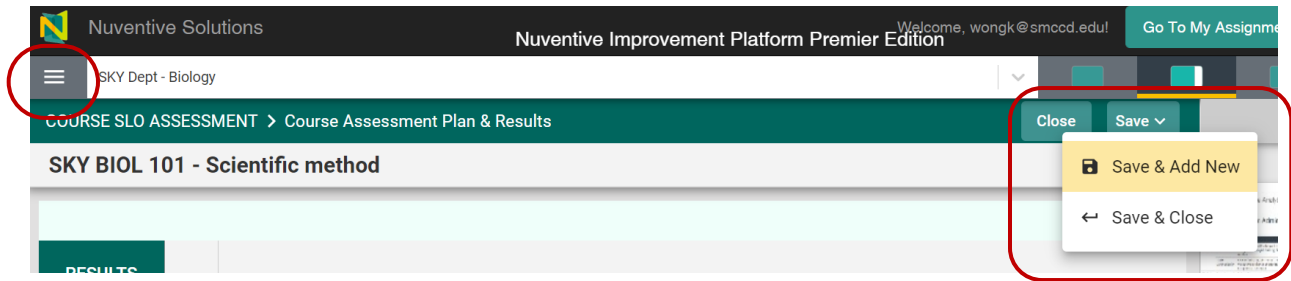 Nuventive Solutions
Nuventive Improvement Platform Premier Edition
Welcome, wongk@smccd.edu!
Go To My Assignme
SKY Dept - Biology
COURSE SLO ASSESSMENT > Course Assessment Plan & Results
Close
Save
SKY BIOL 101 - Scientific method
Save & Add New
Save & Close
RESULTS